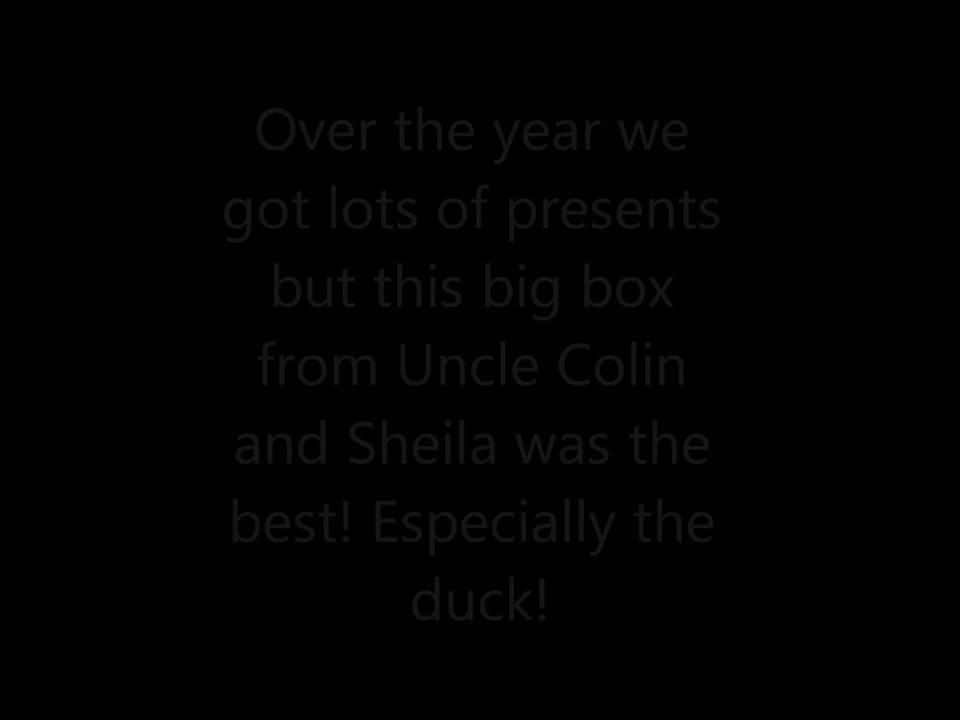 Over the year we
got lots of presents
but this big box
from Uncle Colin
and Sheila was the
best! Especially the
duck!